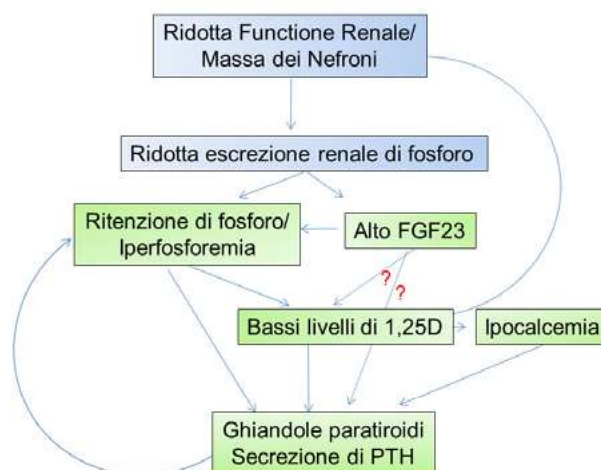 Ridotta Functione Renale/
Massa dei Nefroni
Ridotta escrezione renale di fosforo
Ritenzione di fosforo/
Iperfosforemia
Alto FGF23
?
?
Bassi livelli di 1,25D
Ipocalcemia
Ghiandole paratiroidi
Secrezione di PTH